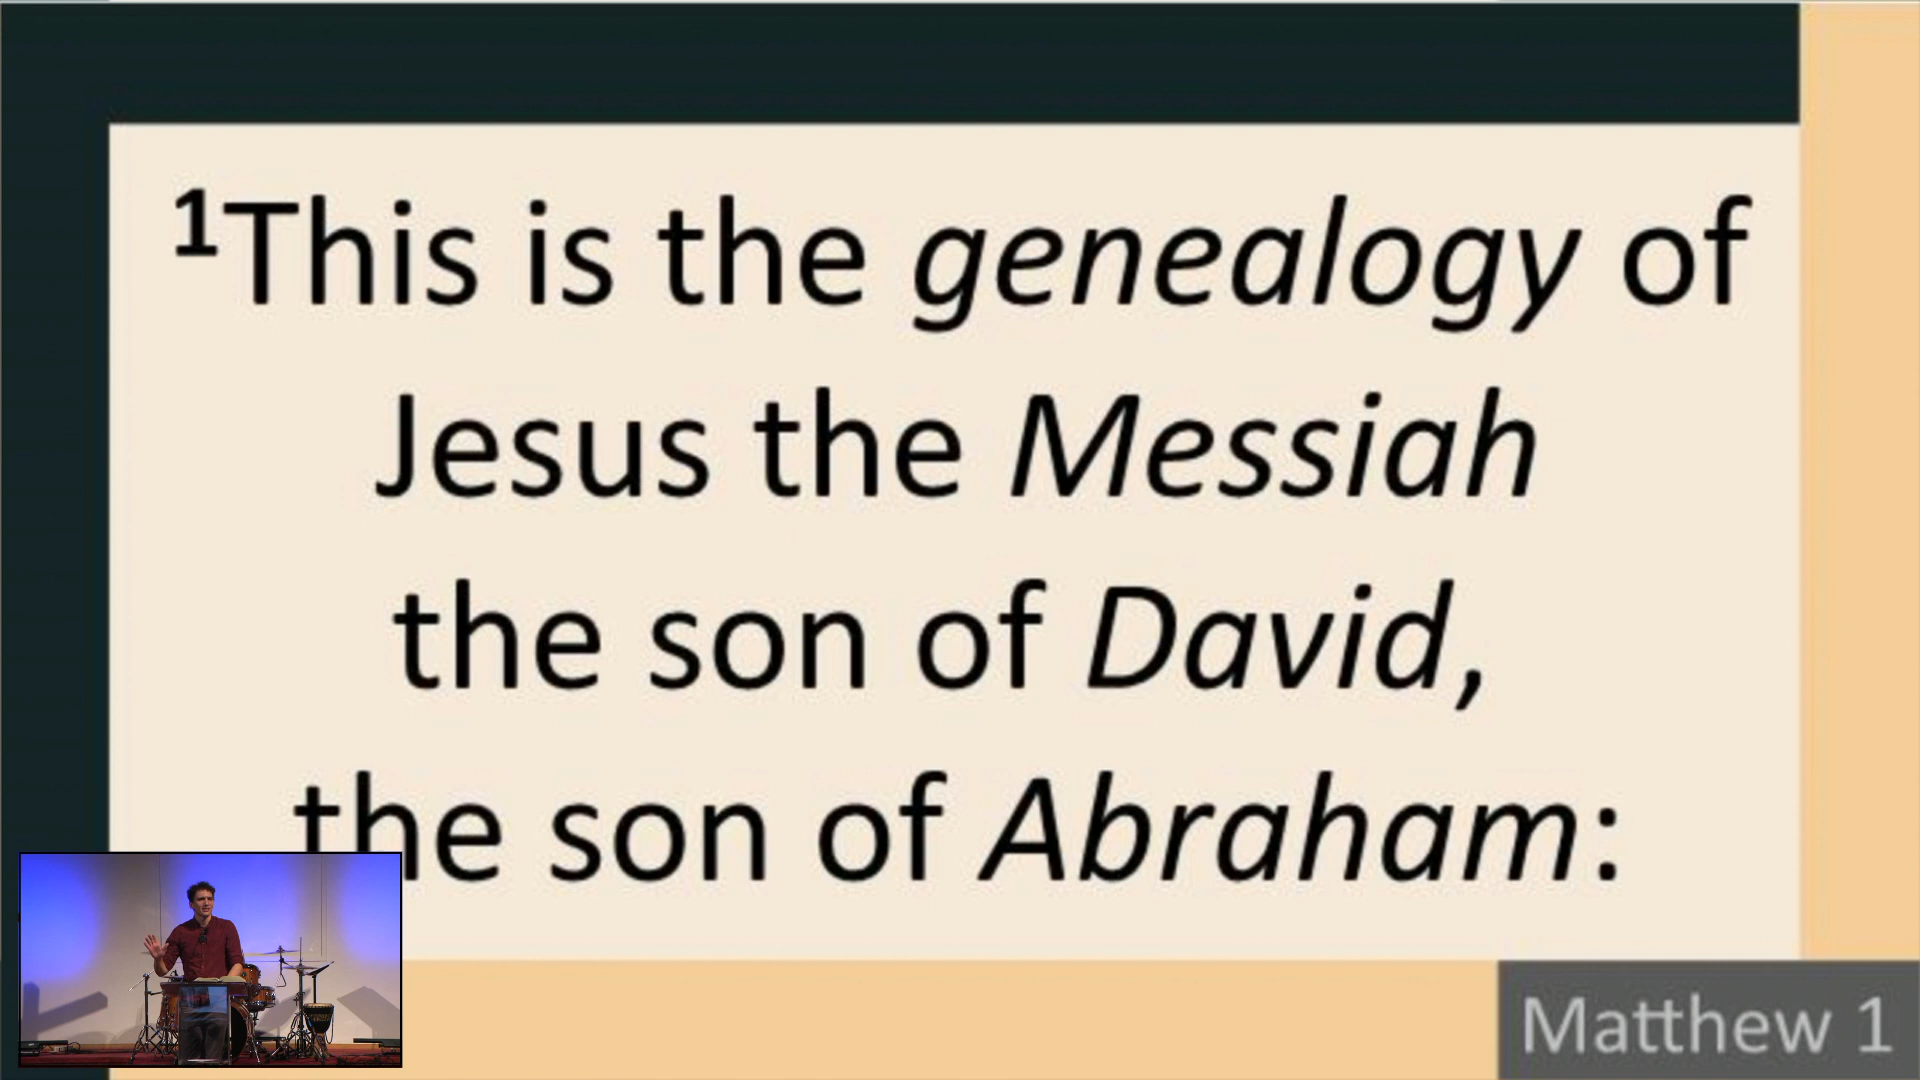 ¹This is the genealogy of
Jesus the Messiah
the son of David,
the son of Abraham:
Matthew 1